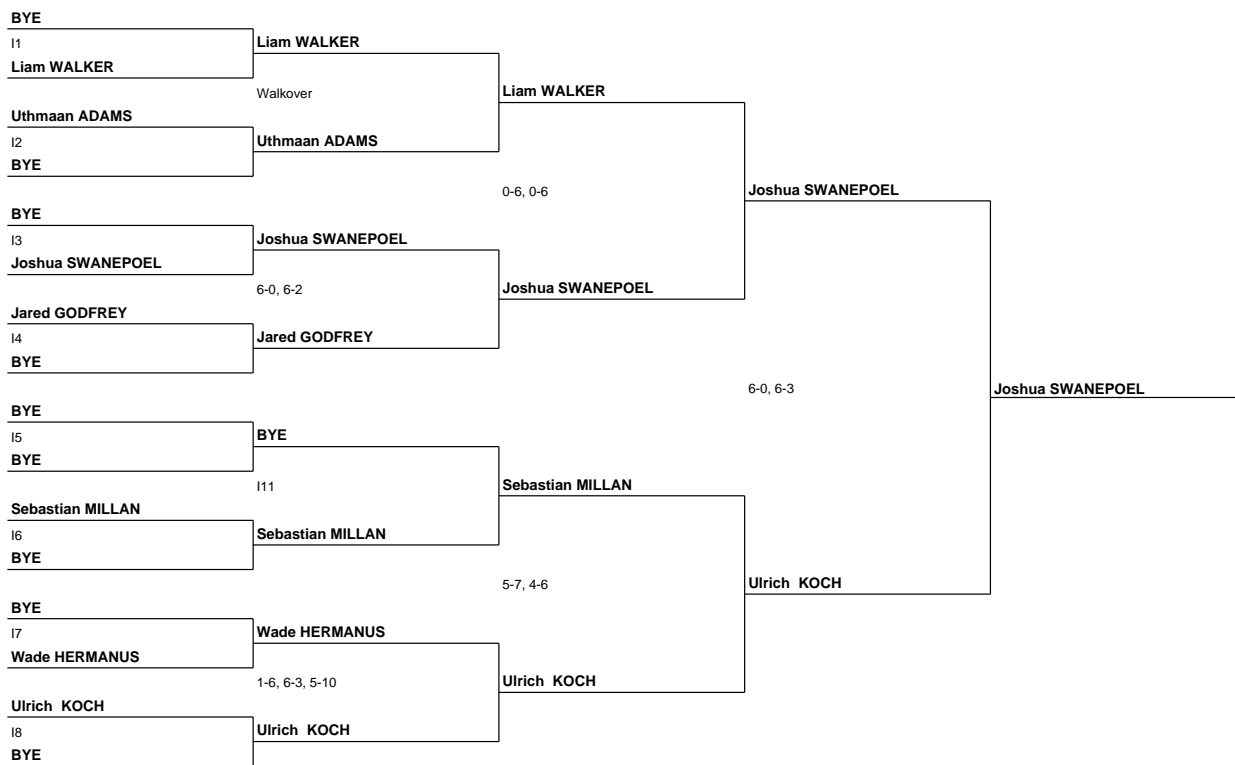 BYE
I1
Liam WALKER
Liam WALKER
Walkover
Liam WALKER
Uthmaan ADAMS
I2
Uthmaan ADAMS
BYE
0-6, 0-6
Joshua SWANEPOEL
BYE
I3
Joshua SWANEPOEL
Joshua SWANEPOEL
6-0, 6-2
Joshua SWANEPOEL
Jared GODFREY
I4
Jared GODFREY
BYE
6-0, 6-3
Joshua SWANEPOEL
BYE
I5
BYE
BYE
I11
Sebastian MILLAN
Sebastian MILLAN
I6
Sebastian MILLAN
BYE
5-7, 4-6
Ulrich KOCH
BYE
I7
Wade HERMANUS
Wade HERMANUS
1-6, 6-3, 5-10
Ulrich KOCH
Ulrich KOCH
I8
Ulrich KOCH
BYE